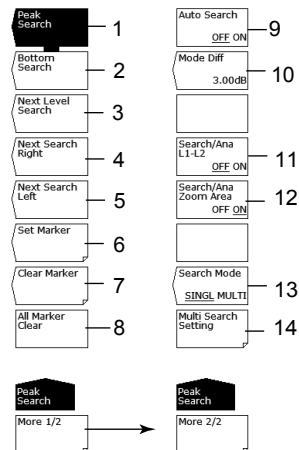 Peak
Search
1
Bottom
Search
2
Next Level
Search
3
Next Search
Right
4
Next Search
Left
5
Set Marker
6
Clear Marker
7
All Marker
Clear
8
Auto Search
OFF ON
9
Mode Diff
3.00dB
10
Search/Ana
L1-L2
OFF ON
11
Search/Ana
Zoom Area
OFF ON
12
Search Mode
SINGL MULTI
13
Multi Search
Setting
14
Peak
Search
More 1/2
Peak
Search
More 2/2